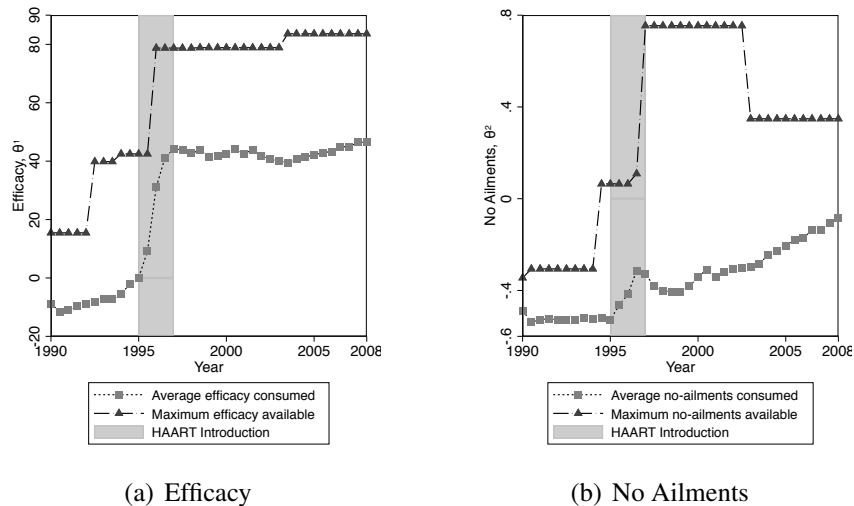 90
80
60
40
20
0
-20
Efficacy, θ¹
1990
1995
2000
2005
2008
Year
Average efficacy consumed
Maximum efficacy available
HAART Introduction
(a) Efficacy
.8
.4
0
-.4
-.6
No Ailments, θ²
1990
1995
2000
2005
2008
Year
Average no-ailments consumed
Maximum no-ailments available
HAART Introduction
(b) No Ailments